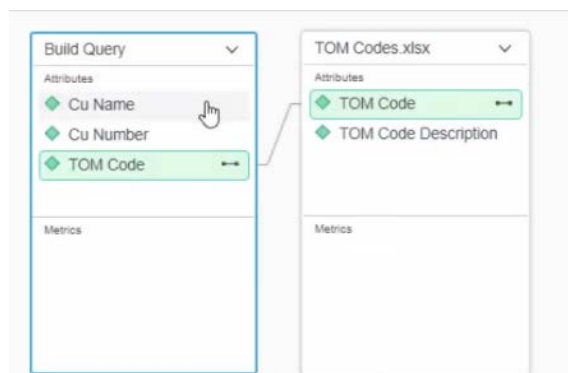 Build Query
Attributes
Cu Name
Cu Number
TOM Code
Metrics
TOM Codes.xlsx
Attributes
TOM Code
TOM Code Description
Metrics